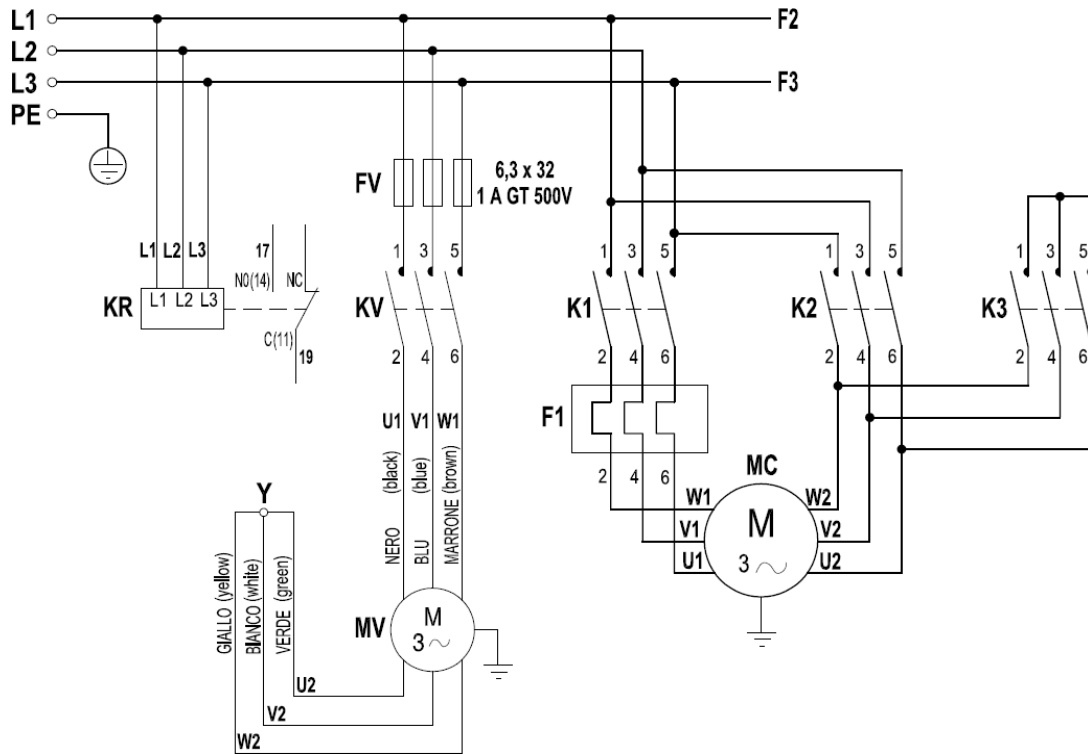 L1 F2
L2
L3 F3
PE
FV 6,3 x 32
1 A GT 500V
L1 L2 L3 17 1 3 5 1 3 5 1 3 5 1 3 5
N0(14) NC
KR L1 L2 L3 KV K1 K2 K3
C(11)
19 2 4 6 2 4 6 2 4 6 2 4 6
U1 V1 W1 F1
NERO (black)
BLU (blue)
MARRONE (brown)
2 4 6 MC
W1 W2
V1 M V2
U1 3 U2
Y
GIALLO (yellow)
BIANCO (white)
VERDE (green)
MV M
3
U2
V2
W2